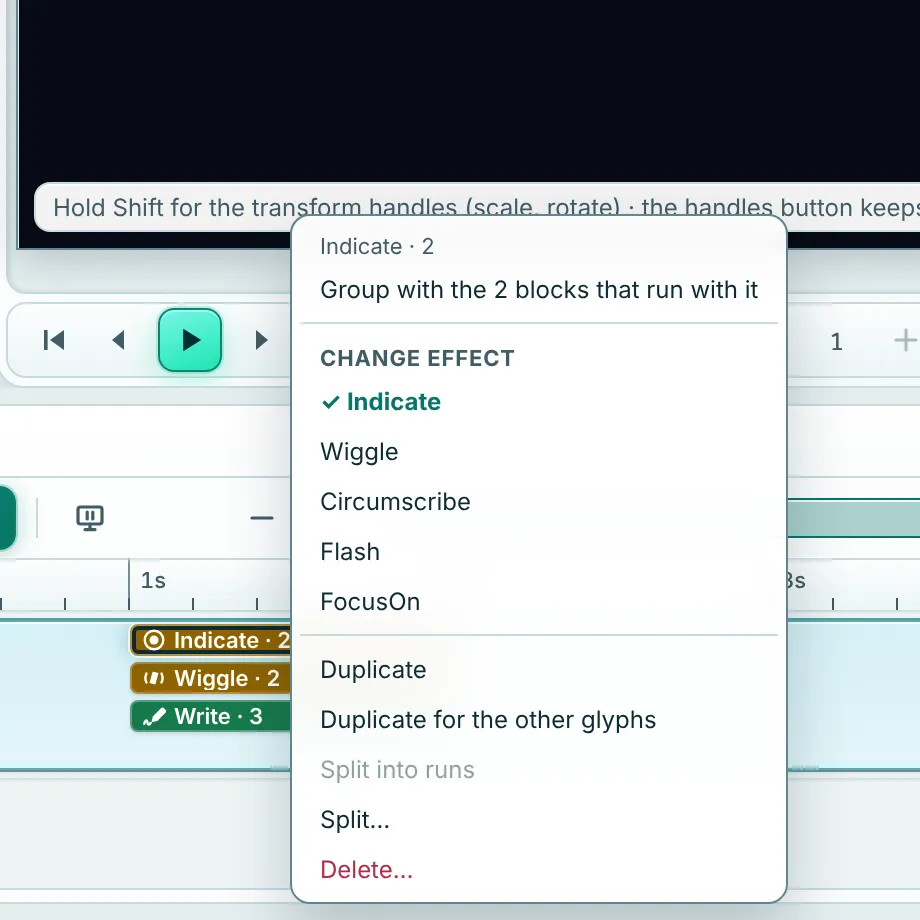 Hold Shift for the transform handles (scale, rotate) · the handles button keeps
Indicate · 2
Group with the 2 blocks that run with it
1
CHANGE EFFECT
✓ Indicate
Wiggle
Circumscribe
Flash
FocusOn
1s
3s
Indicate · 2
Wiggle · 2
Write · 3
Duplicate
Duplicate for the other glyphs
Split into runs
Split...
Delete...